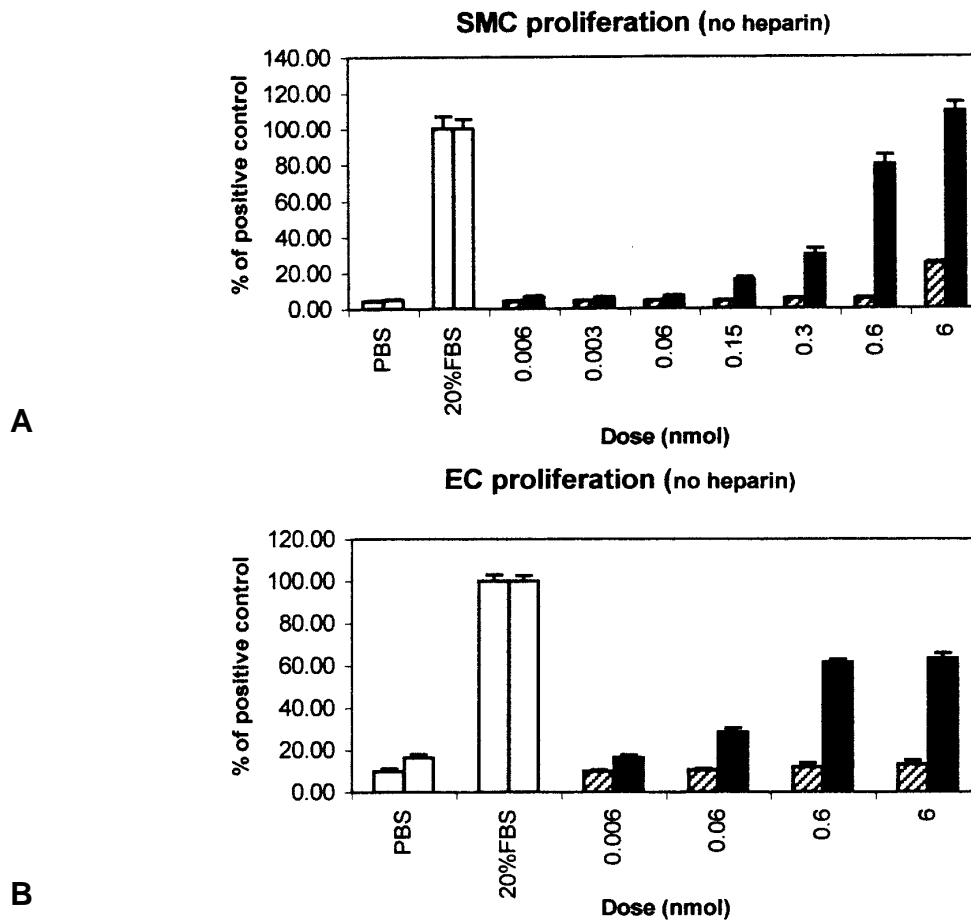 SMC proliferation (no heparin)
% of positive control
140.00
120.00
100.00
80.00
60.00
40.00
20.00
0.00
PBS
20%FBS
0.006
0.003
0.06
0.15
0.3
0.6
6
Dose (nmol)
A
EC proliferation (no heparin)
% of positive control
120.00
100.00
80.00
60.00
40.00
20.00
0.00
PBS
20%FBS
0.006
0.06
0.6
6
Dose (nmol)
B